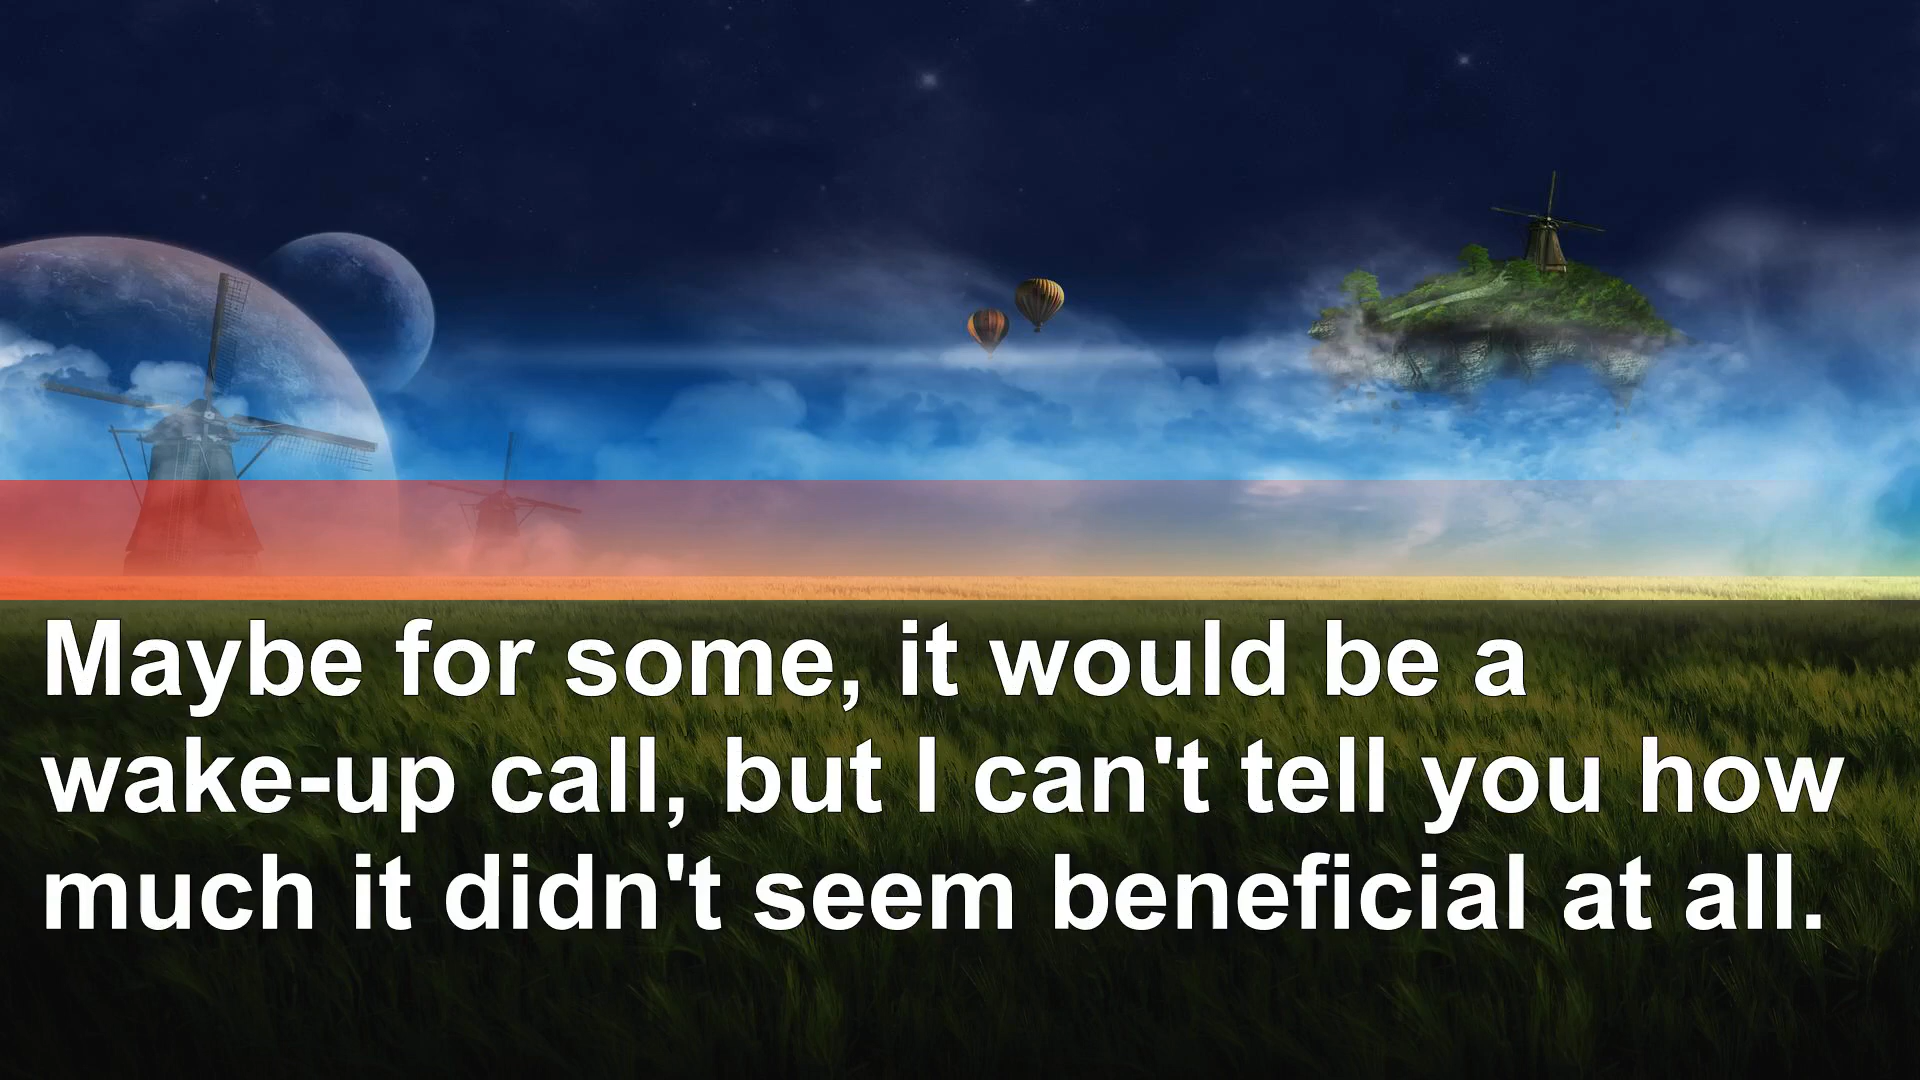 Maybe for some, it would be a
wake-up call, but I can't tell you how
much it didn't seem beneficial at all.